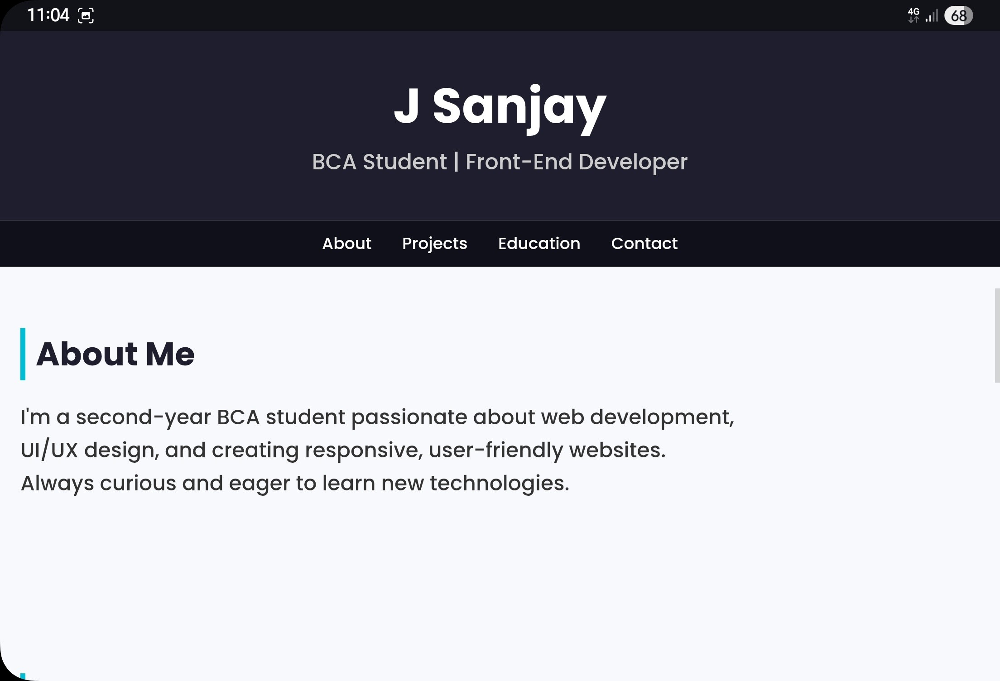 11:04
4G
68
J Sanjay
BCA Student | Front-End Developer
About Projects Education Contact
About Me
I'm a second-year BCA student passionate about web development,
UI/UX design, and creating responsive, user-friendly websites.
Always curious and eager to learn new technologies.